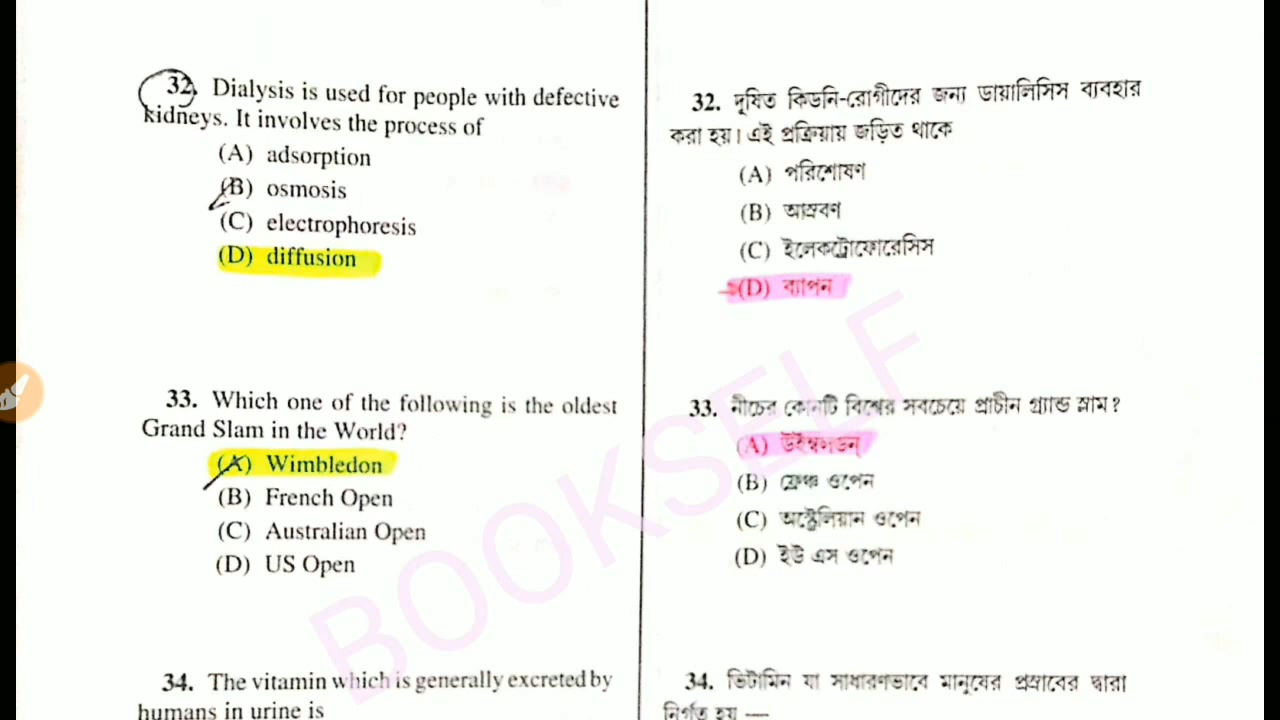 32. Dialysis is used for people with defective
kidneys. It involves the process of
(A) adsorption
(B) osmosis
(C) electrophoresis
(D) diffusion
33. Which one of the following is the oldest
Grand Slam in the World?
(A) Wimbledon
(B) French Open
(C) Australian Open
(D) US Open
34. The vitamin which is generally excreted by
humans in urine is
32. দূষিত কিডনি-রোগীদের জন্য ডায়ালিসিস ব্যবহার
করা হয়। এই প্রক্রিয়ায় জড়িত থাকে
(A) পরিশোষণ
(B) আস্রবণ
(C) ইলেকট্রোফোরেসিস
(D) ব্যাপন
33. নীচের কোনটি বিশ্বের সবচেয়ে প্রাচীন গ্র্যান্ড স্লাম?
(A) উইম্বলডন্
(B) ফ্রেঞ্চ ওপেন
(C) অস্ট্রেলিয়ান ওপেন
(D) ইউ এস ওপেন
34. ভিটামিন যা সাধারণভাবে মানুষের প্রস্রাবের দ্বারা
নির্গত হয় —
BOOKSELF